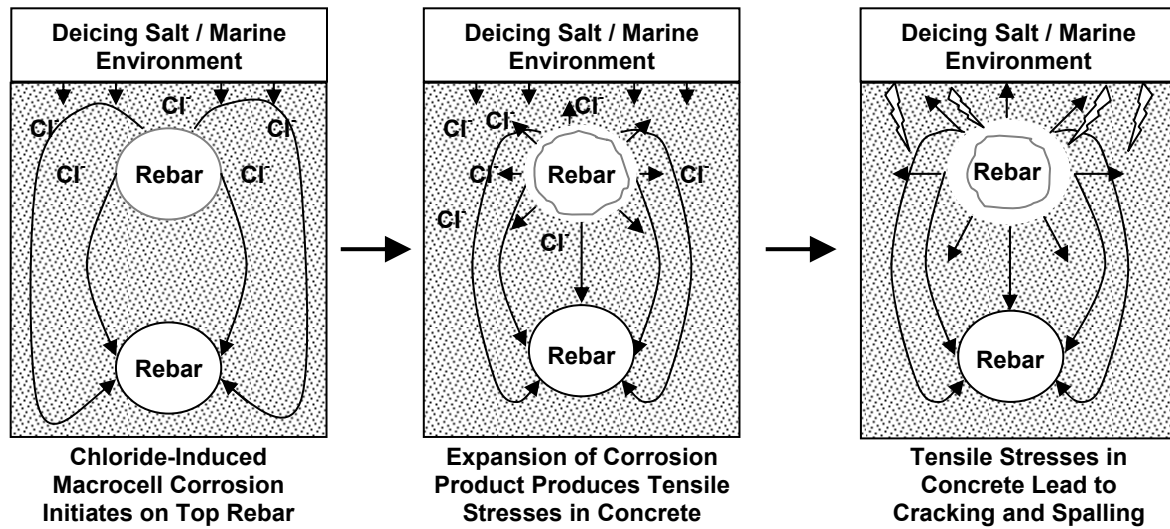 Deicing Salt / Marine
Environment
Cl⁻
Cl⁻
Cl⁻
Cl⁻
Cl⁻
Rebar
Rebar
Chloride-Induced
Macrocell Corrosion
Initiates on Top Rebar
Deicing Salt / Marine
Environment
Cl⁻
Cl⁻
Cl⁻
Cl⁻
Cl⁻
Cl⁻
Cl⁻
Cl⁻
Rebar
Rebar
Expansion of Corrosion
Product Produces Tensile
Stresses in Concrete
Deicing Salt / Marine
Environment
Rebar
Rebar
Tensile Stresses in
Concrete Lead to
Cracking and Spalling